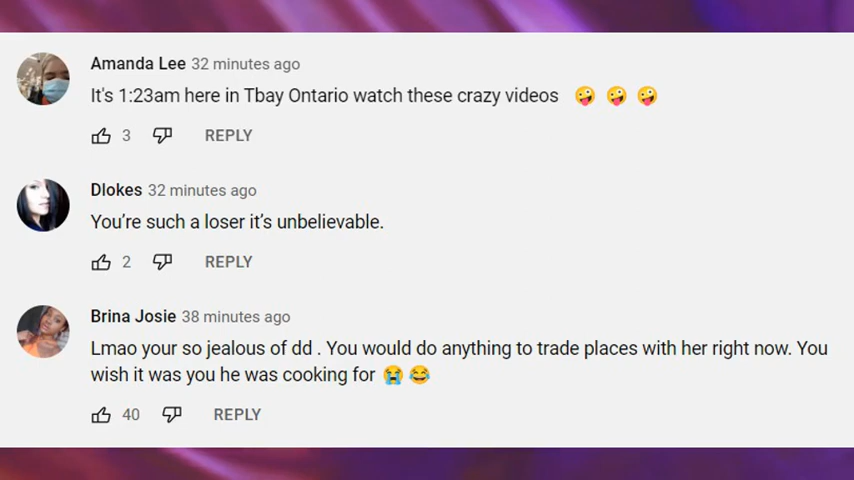 Amanda Lee 32 minutes ago
It's 1:23am here in Tbay Ontario watch these crazy videos 🤪 🤪 🤪
3 REPLY
Dlokes 32 minutes ago
You’re such a loser it’s unbelievable.
2 REPLY
Brina Josie 38 minutes ago
Lmao your so jealous of dd . You would do anything to trade places with her right now. You
wish it was you he was cooking for 😭 😂
40 REPLY